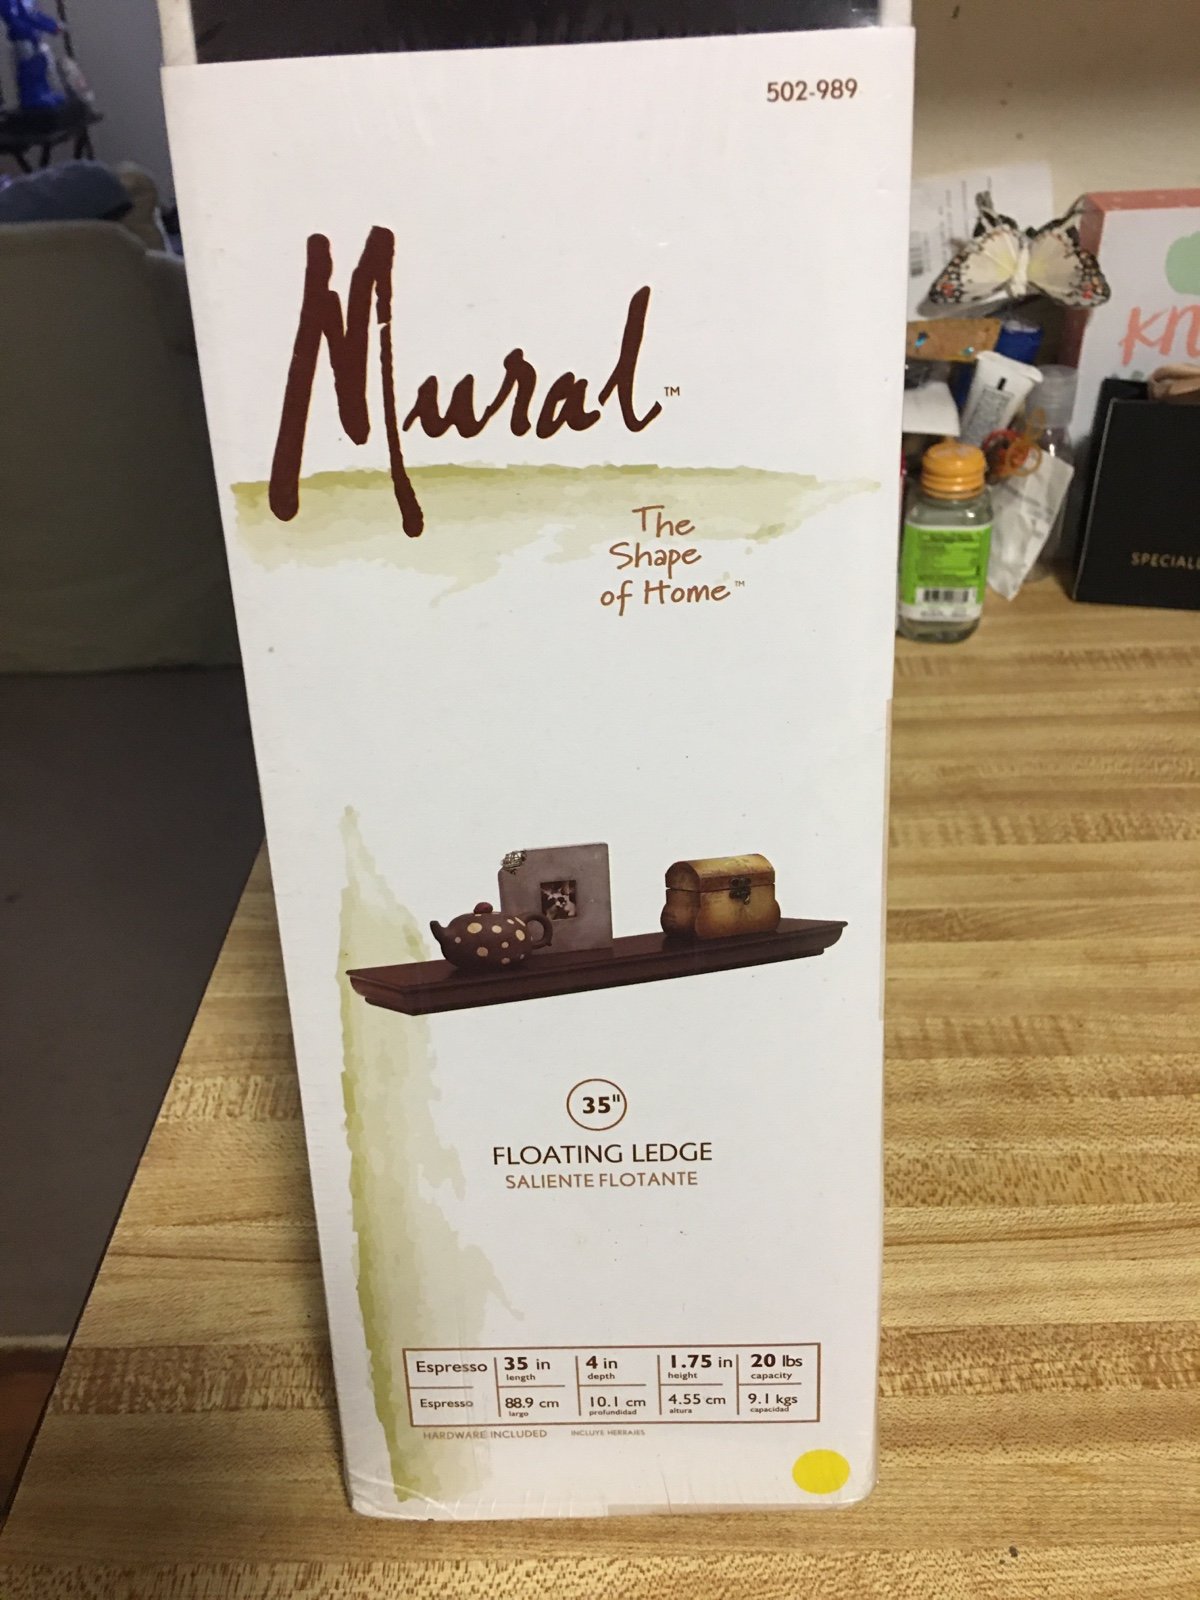 502-989
Mural™
The
Shape
of Home™
35"
FLOATING LEDGE
SALIENTE FLOTANTE
Espresso 35 in 4 in 1.75 in 20 lbs
length depth height capacity
Espresso 88.9 cm 10.1 cm 4.55 cm 9.1 kgs
largo profundidad altura capacidad
HARDWARE INCLUDED INCLUYE HERRAJES